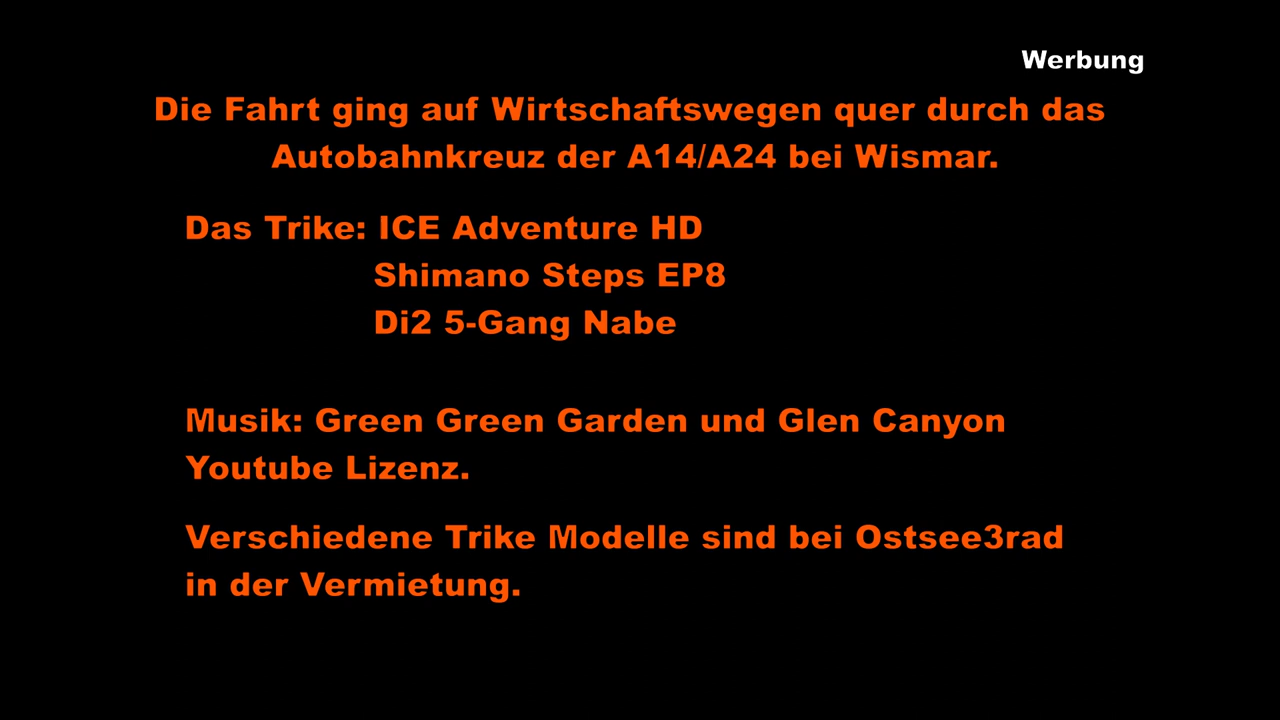 Werbung
Die Fahrt ging auf Wirtschaftswegen quer durch das
Autobahnkreuz der A14/A24 bei Wismar.
Das Trike: ICE Adventure HD
Shimano Steps EP8
Di2 5-Gang Nabe
Musik: Green Green Garden und Glen Canyon
Youtube Lizenz.
Verschiedene Trike Modelle sind bei Ostsee3rad
in der Vermietung.